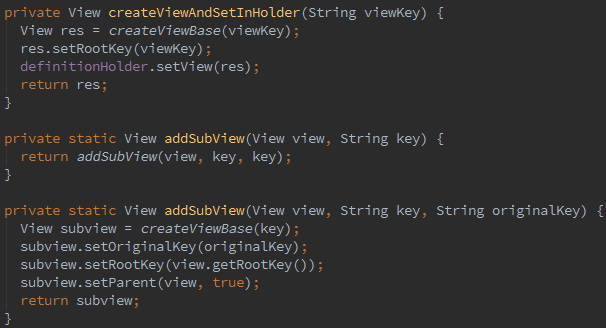 private View createViewAndSetInHolder(String viewKey) {
  View res = createViewBase(viewKey);
  res.setRootKey(viewKey);
  definitionHolder.setView(res);
  return res;
}

private static View addSubView(View view, String key) {
  return addSubView(view, key, key);
}

private static View addSubView(View view, String key, String originalKey) {
  View subview = createViewBase(key);
  subview.setOriginalKey(originalKey);
  subview.setRootKey(view.getRootKey());
  subview.setParent(view, true);
  return subview;
}